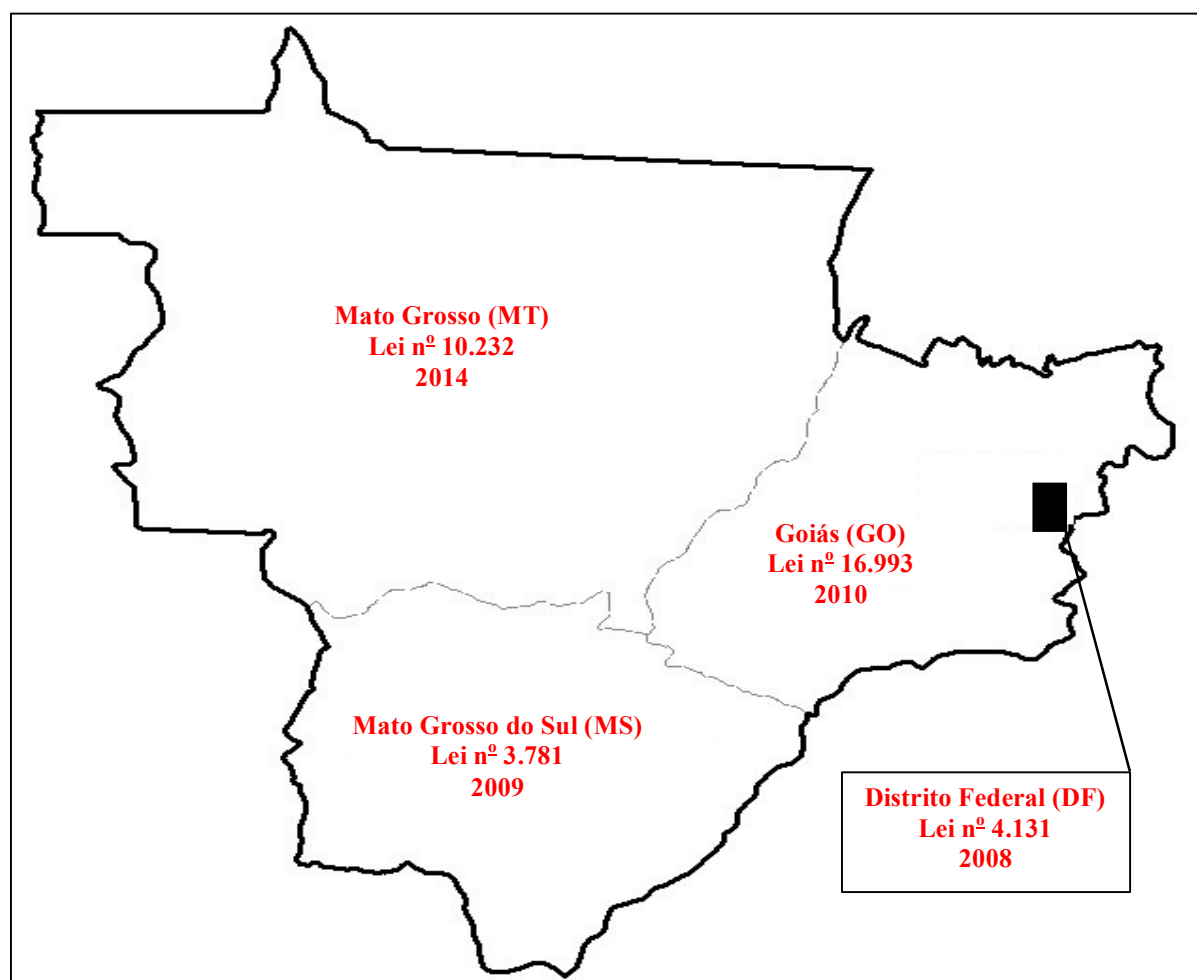 Mato Grosso (MT)
Lei nº 10.232
2014
Goiás (GO)
Lei nº 16.993
2010
Mato Grosso do Sul (MS)
Lei nº 3.781
2009
Distrito Federal (DF)
Lei nº 4.131
2008